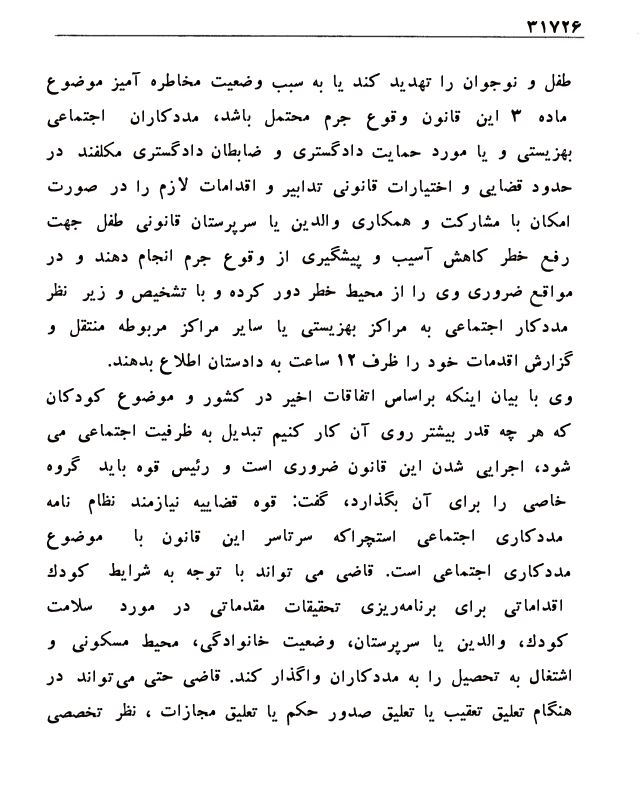 ۳۱۷۲۶
طفل و نوجوان را تهدید کند یا به سبب وضعیت مخاطره آمیز موضوع
ماده ۳ این قانون وقوع جرم محتمل باشد، مددکاران اجتماعی
بهزیستی و یا مورد حمایت دادگستری و ضابطان دادگستری مکلفند در
حدود قضایی و اختیارات قانونی تدابیر و اقدامات لازم را در صورت
امکان با مشارکت و همکاری والدین یا سرپرستان قانونی طفل جهت
رفع خطر کاهش آسیب و پیشگیری از وقوع جرم انجام دهند و در
مواقع ضروری وی را از محیط خطر دور کرده و با تشخیص و زیر نظر
مددکار اجتماعی به مراکز بهزیستی یا سایر مراکز مربوطه منتقل و
گزارش اقدمات خود را ظرف ۱۲ ساعت به دادستان اطلاع بدهند.
وی با بیان اینکه براساس اتفاقات اخیر در کشور و موضوع کودکان
که هر چه قدر بیشتر روی آن کار کنیم تبدیل به ظرفیت اجتماعی می
شود، اجرایی شدن این قانون ضروری است و رئیس قوه باید گروه
خاصی را برای آن بگذارد، گفت: قوه قضاییه نیازمند نظام نامه
مددکاری اجتماعی استچراکه سرتاسر این قانون با موضوع
مددکاری اجتماعی است. قاضی می تواند با توجه به شرایط کودك
اقداماتی برای برنامه‌ریزی تحقیقات مقدماتی در مورد سلامت
کودك، والدین یا سرپرستان، وضعیت خانوادگی، محیط مسکونی و
اشتغال به تحصیل را به مددکاران واگذار کند. قاضی حتی می‌تواند در
هنگام تعلیق تعقیب یا تعلیق صدور حکم یا تعلیق مجازات ، نظر تخصصی